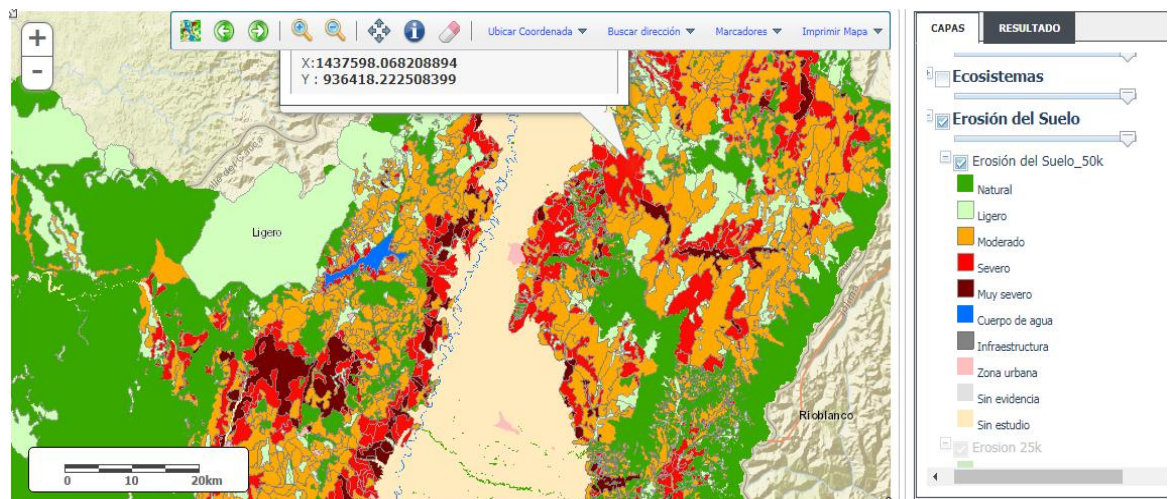 Ubicar Coordenada
Buscar dirección
Marcadores
Imprimir Mapa
+
-
X:1437598.068208894
Y : 936418.222508399
Ligero
Rioblanco
Tolima
0 10 20km
CAPAS
RESULTADO
Ecosistemas
Erosión del Suelo
Erosión del Suelo_50k
Natural
Ligero
Moderado
Severo
Muy severo
Cuerpo de agua
Infraestructura
Zona urbana
Sin evidencia
Sin estudio
Erosion 25k